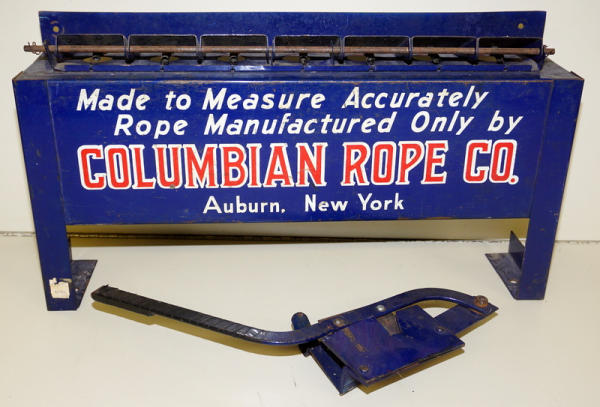 Made to Measure Accurately
Rope Manufactured Only by
COLUMBIAN ROPE CO.
Auburn, New York